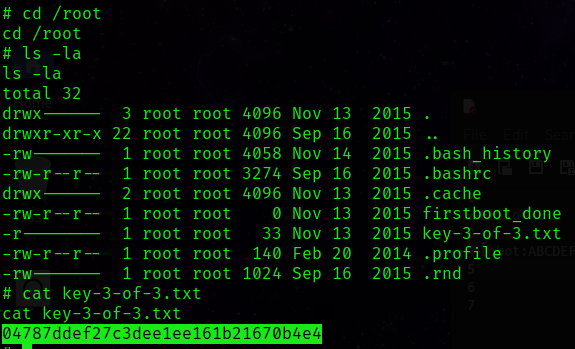 # cd /root
cd /root
# ls -la
ls -la
total 32
drwx------ 3 root root 4096 Nov 13 2015 .
drwxr-xr-x 22 root root 4096 Sep 16 2015 ..
-rw------- 1 root root 4058 Nov 14 2015 .bash_history
-rw-r--r-- 1 root root 3274 Sep 16 2015 .bashrc
drwx------ 2 root root 4096 Nov 13 2015 .cache
-rw-r--r-- 1 root root 0 Nov 13 2015 firstboot_done
-r-------- 1 root root 33 Nov 13 2015 key-3-of-3.txt
-rw-r--r-- 1 root root 140 Feb 20 2014 .profile
-rw------- 1 root root 1024 Sep 16 2015 .rnd
# cat key-3-of-3.txt
cat key-3-of-3.txt
04787ddef27c3dee1ee161b21670b4e4
#